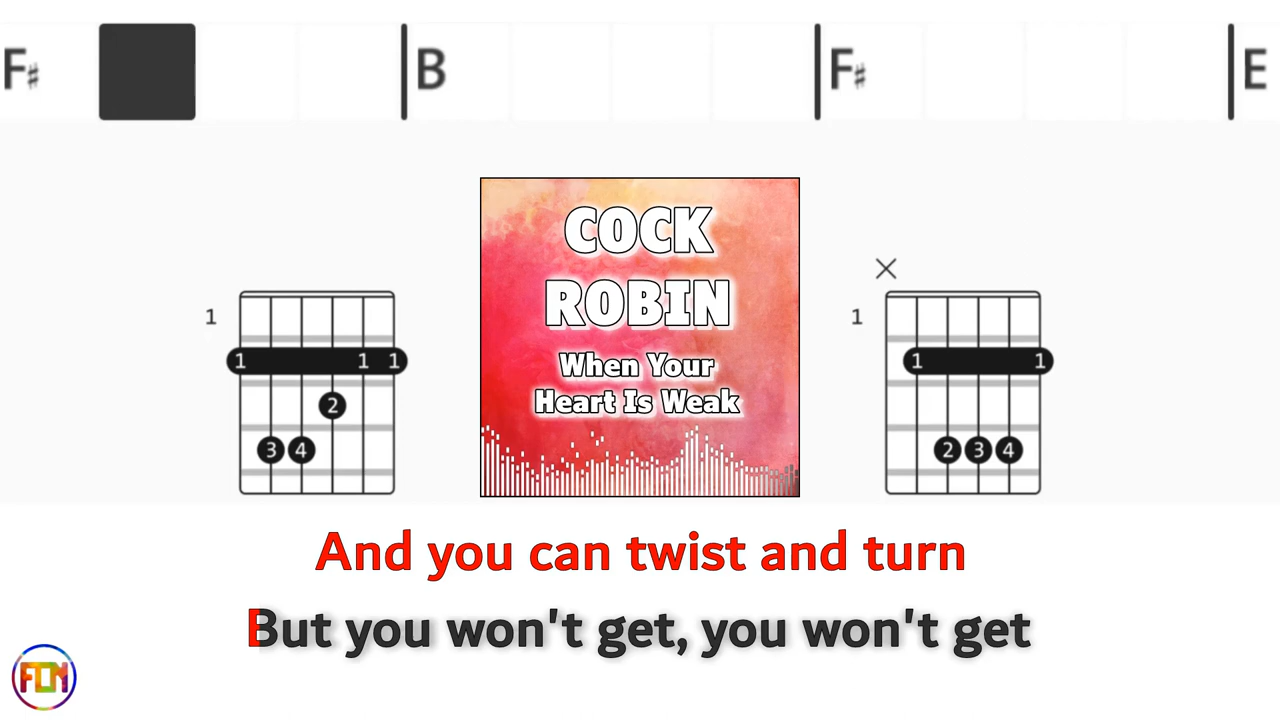 F♯ B F♯ E
COCK
ROBIN
When Your
Heart Is Weak
1 1
1 1 1 1 1
2
3 4 2 3 4
And you can twist and turn
But you won't get, you won't get
FCM